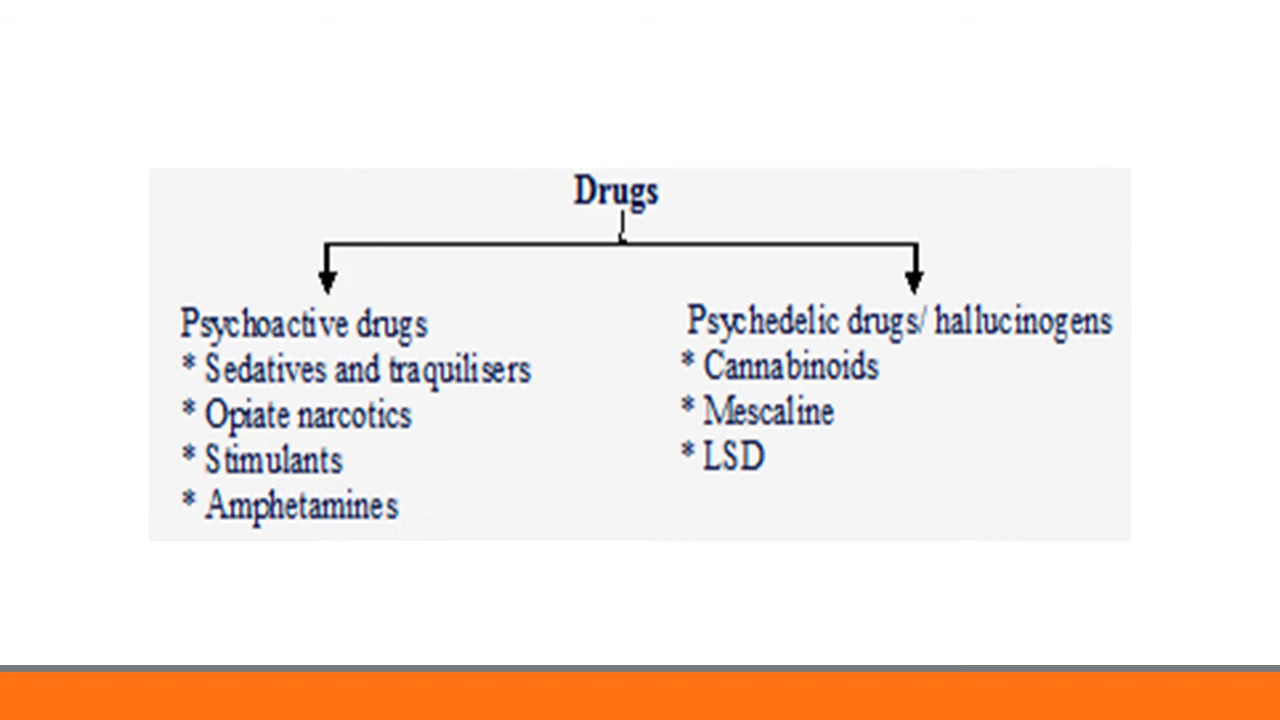 Drugs
Psychoactive drugs
* Sedatives and traquilisers
* Opiate narcotics
* Stimulants
* Amphetamines
Psychedelic drugs/ hallucinogens
* Cannabinoids
* Mescaline
* LSD